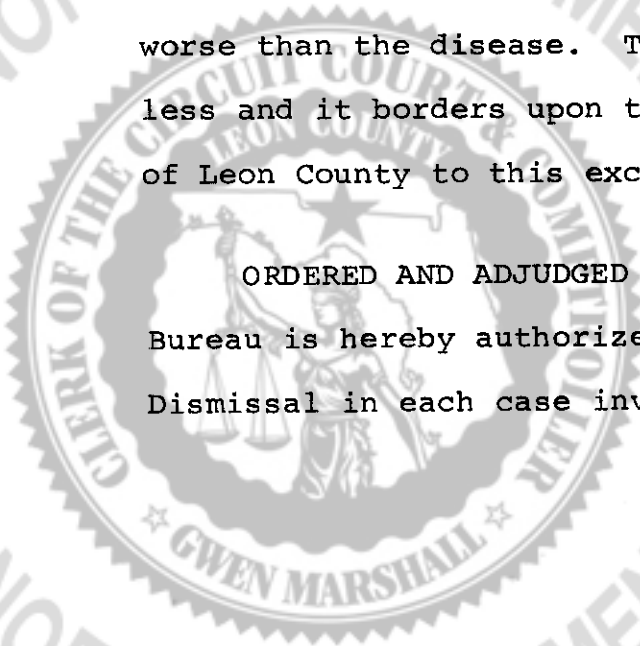 worse than the disease. T
less and it borders upon t
of Leon County to this exc
ORDERED AND ADJUDGED
Bureau is hereby authorize
Dismissal in each case inv
CLERK OF THE CIRCUIT COURT & COMPTROLLER
LEON COUNTY
GWEN MARSHALL